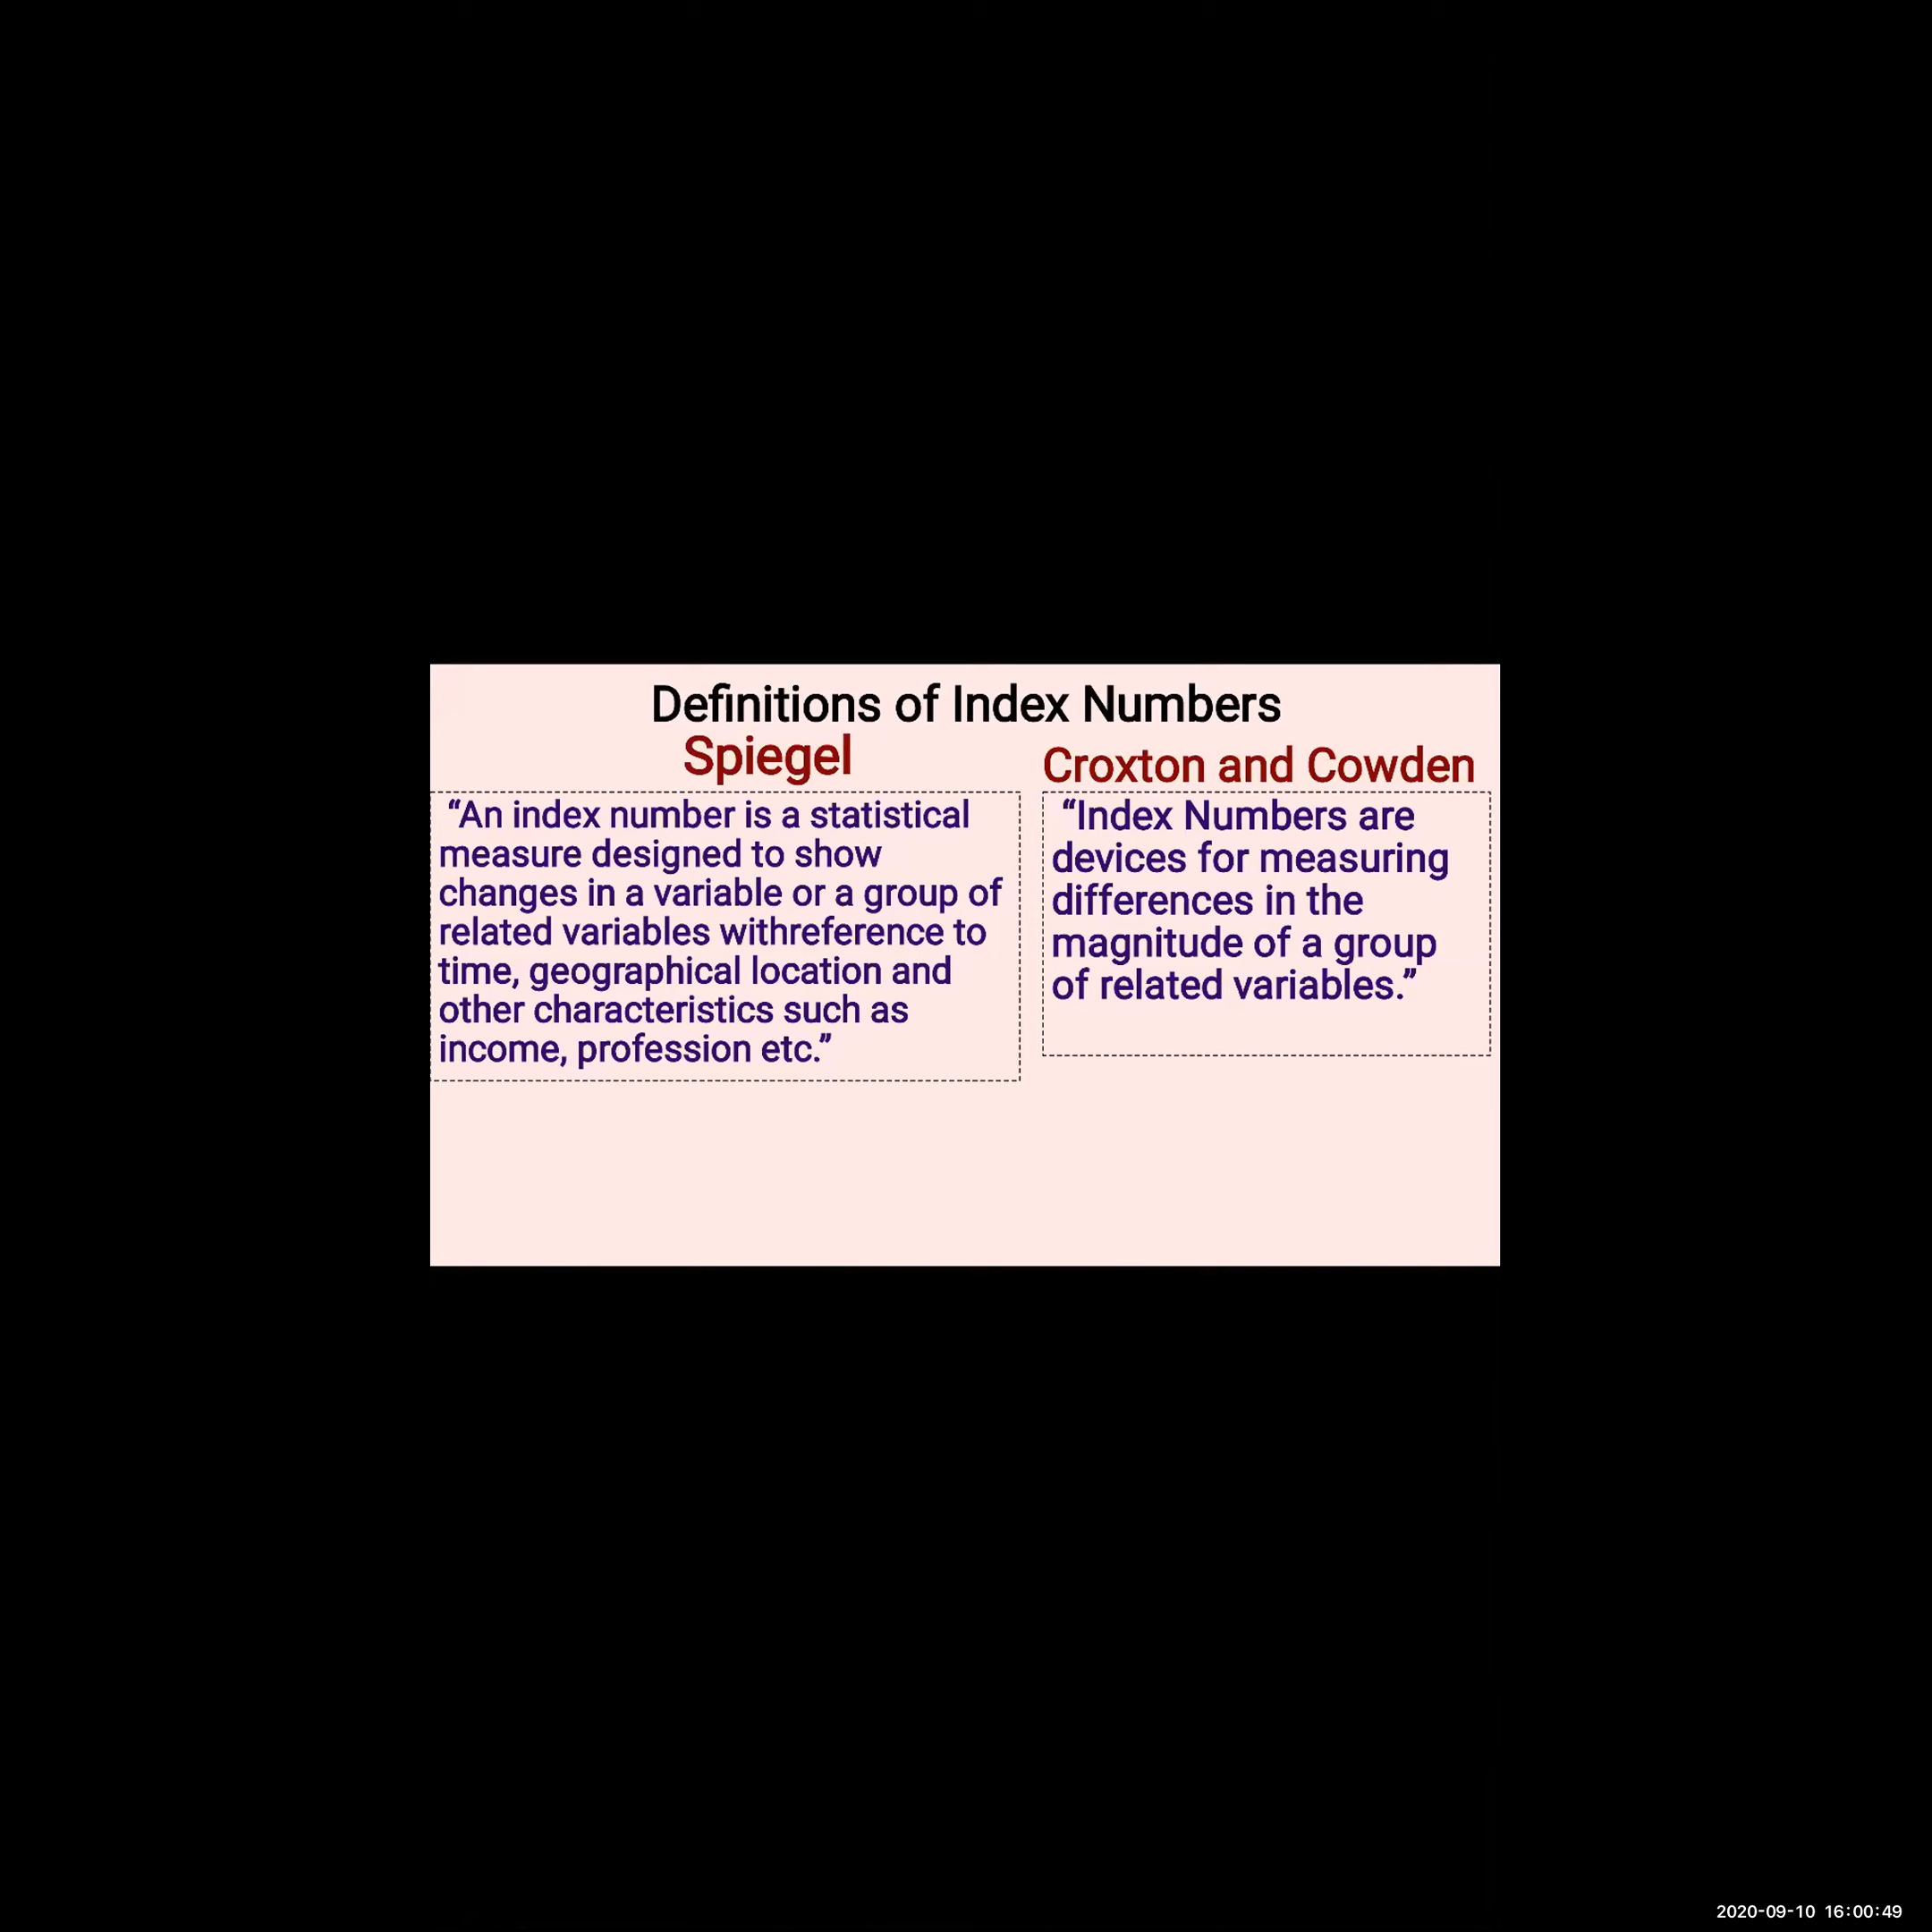 Definitions of Index Numbers
Spiegel
“An index number is a statistical
measure designed to show
changes in a variable or a group of
related variables withreference to
time, geographical location and
other characteristics such as
income, profession etc.”
Croxton and Cowden
“Index Numbers are
devices for measuring
differences in the
magnitude of a group
of related variables.”
2020-09-10 16:00:49